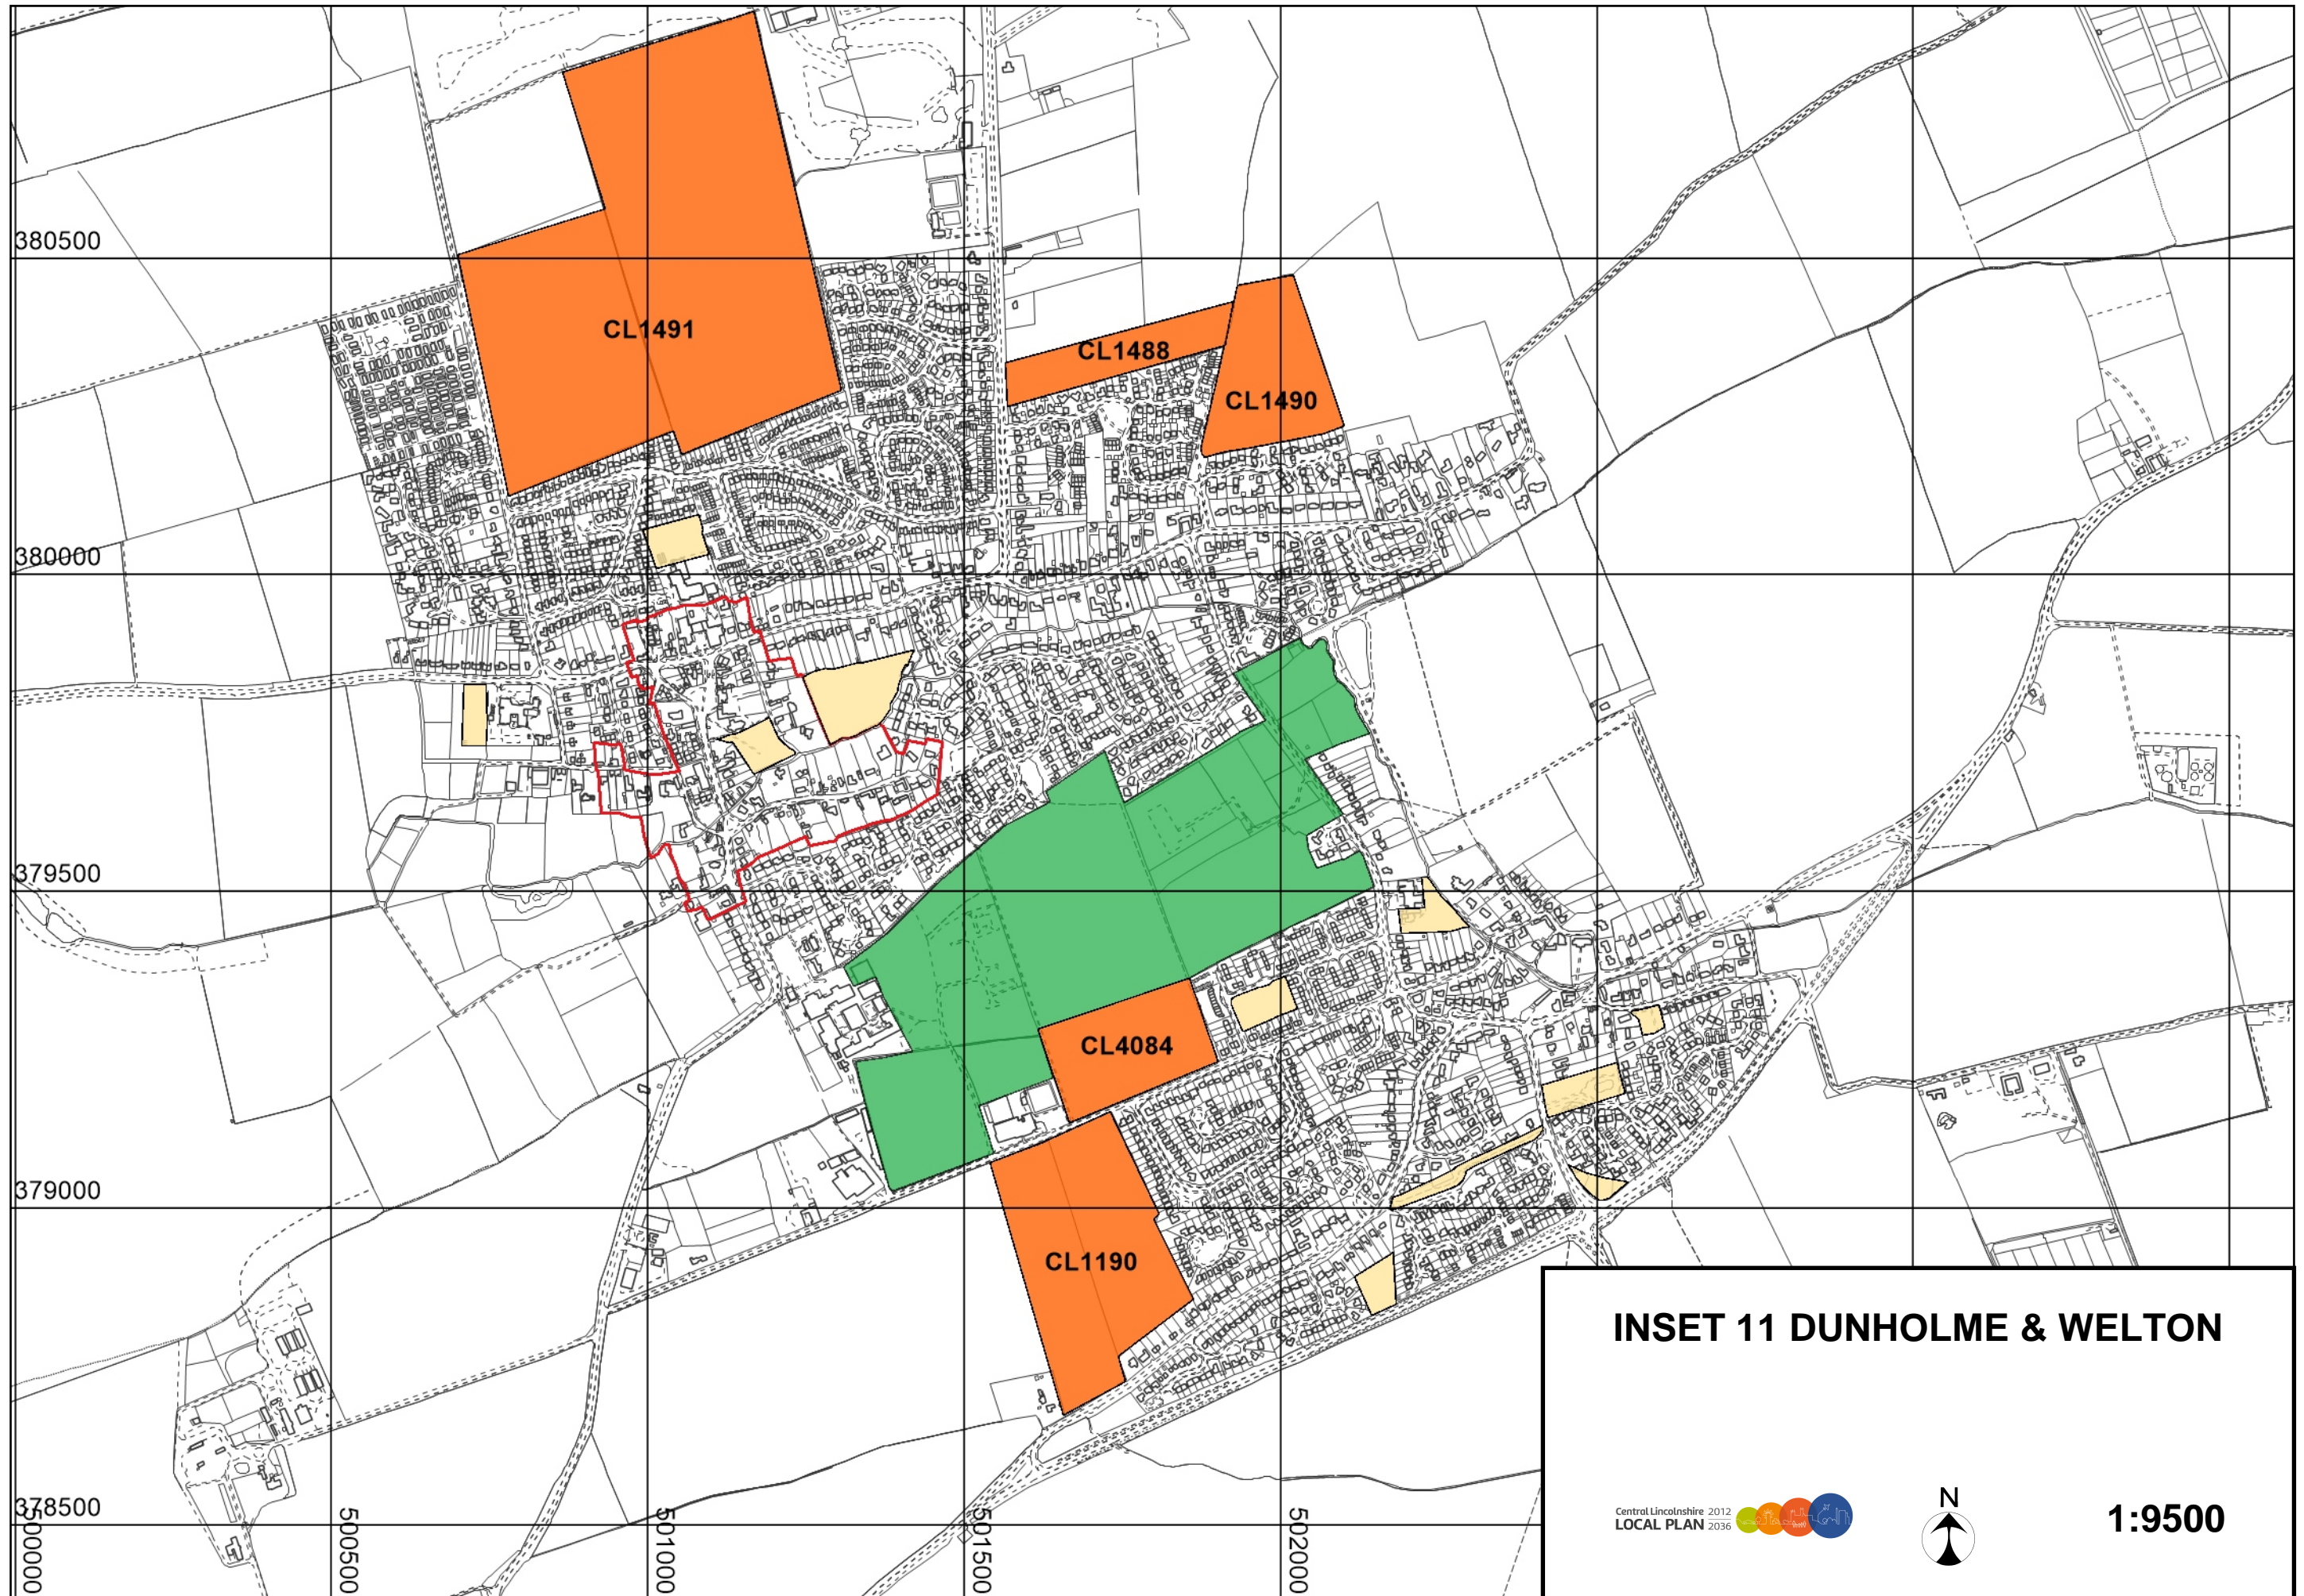 380500
CL1491
CL1488
CL1490
380000
379500
CL4084
379000
CL1190
INSET 11 DUNHOLME & WELTON
378500
500000
500500
501000
501500
502000
Central Lincolnshire 2012
LOCAL PLAN 2036
N
1:9500